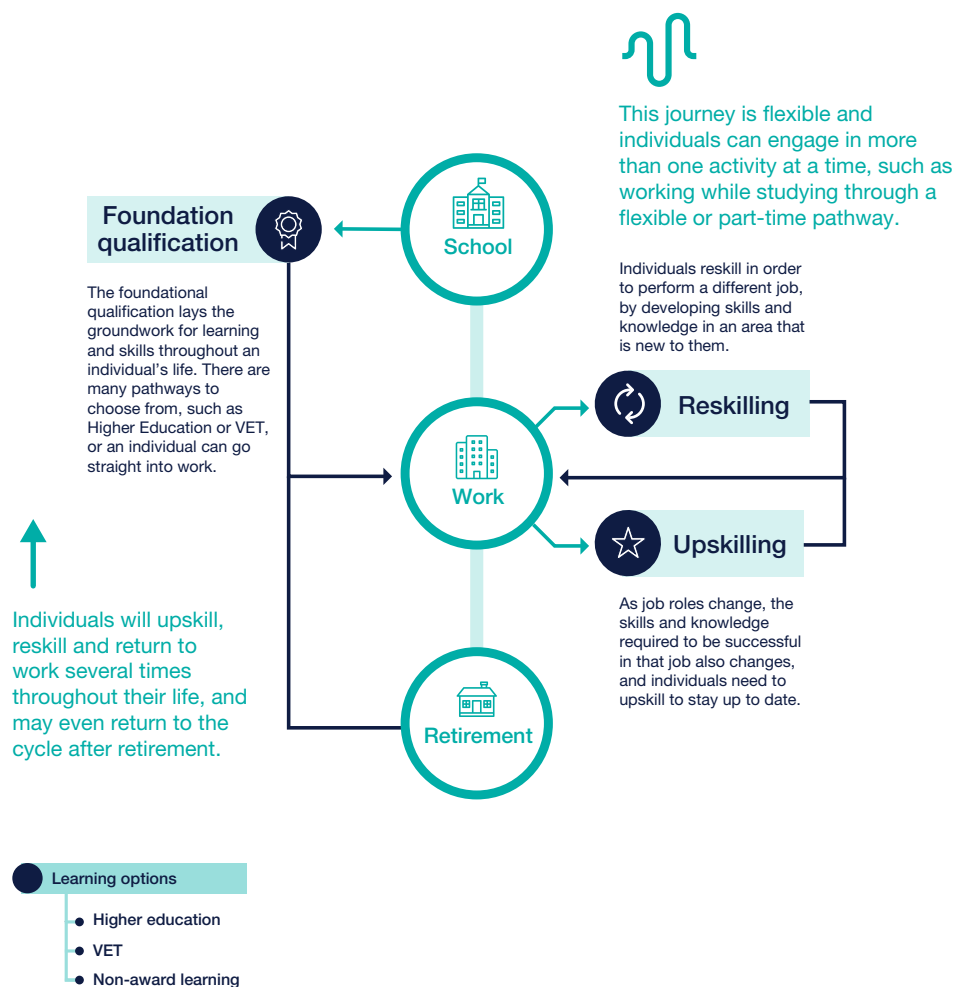 This journey is flexible and
individuals can engage in more
than one activity at a time, such as
working while studying through a
flexible or part-time pathway.
School
Foundation
qualification
The foundational
qualification lays the
groundwork for learning
and skills throughout an
individual's life. There are
many pathways to
choose from, such as
Higher Education or VET,
or an individual can go
straight into work.
Individuals reskill in order
to perform a different job,
by developing skills and
knowledge in an area that
is new to them.
Reskilling
Work
Upskilling
As job roles change, the
skills and knowledge
required to be successful
in that job also changes,
and individuals need to
upskill to stay up to date.
Individuals will upskill,
reskill and return to
work several times
throughout their life, and
may even return to the
cycle after retirement.
Retirement
Learning options
Higher education
VET
Non-award learning